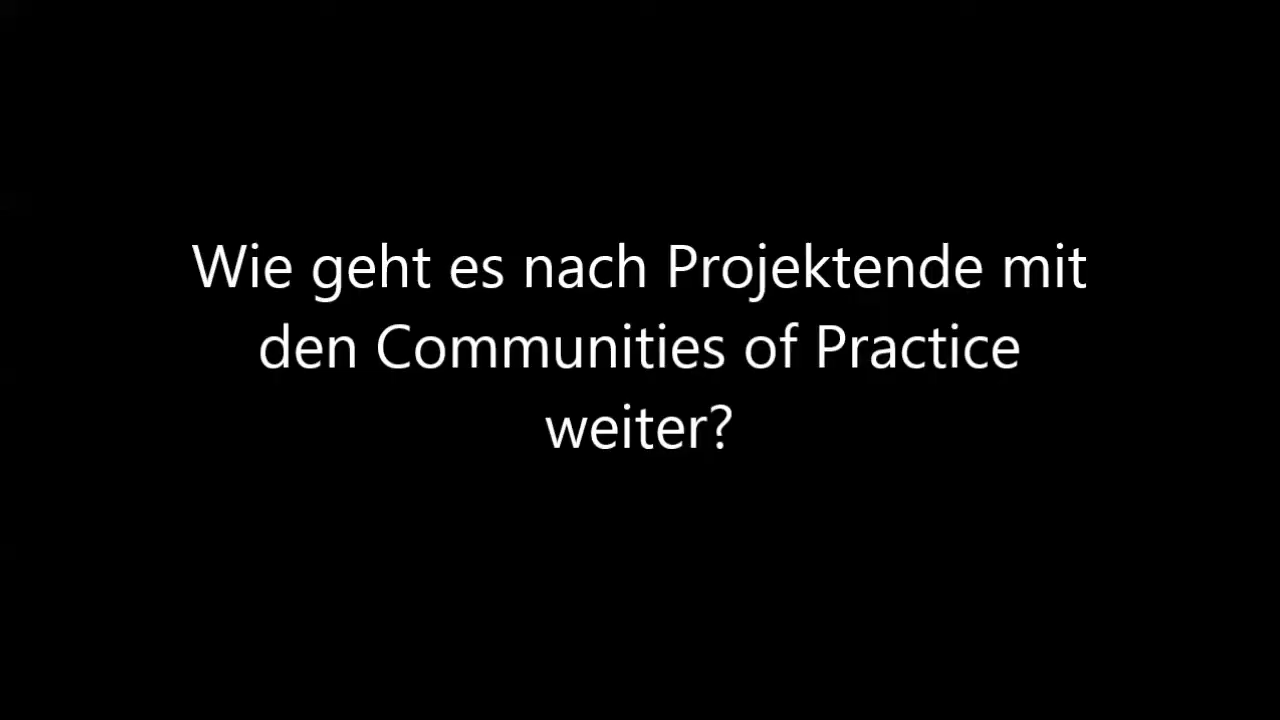 Wie geht es nach Projektende mit
den Communities of Practice
weiter?